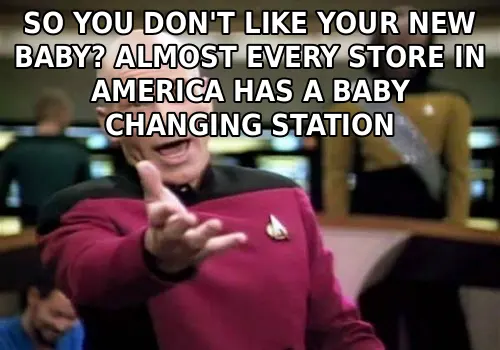 SO YOU DON'T LIKE YOUR NEW
BABY? ALMOST EVERY STORE IN
AMERICA HAS A BABY
CHANGING STATION